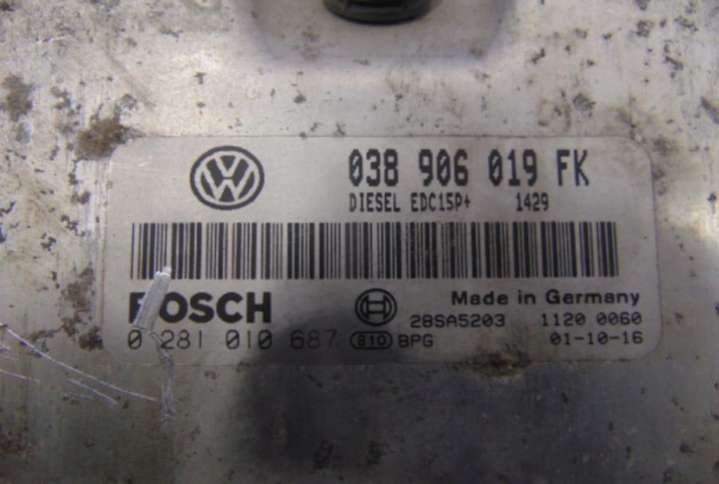 038 906 019 FK
DIESEL EDC15P+ 1429
BOSCH
Made in Germany
0 281 010 687 810 BPG
28SA5203 1120 0060
01-10-16